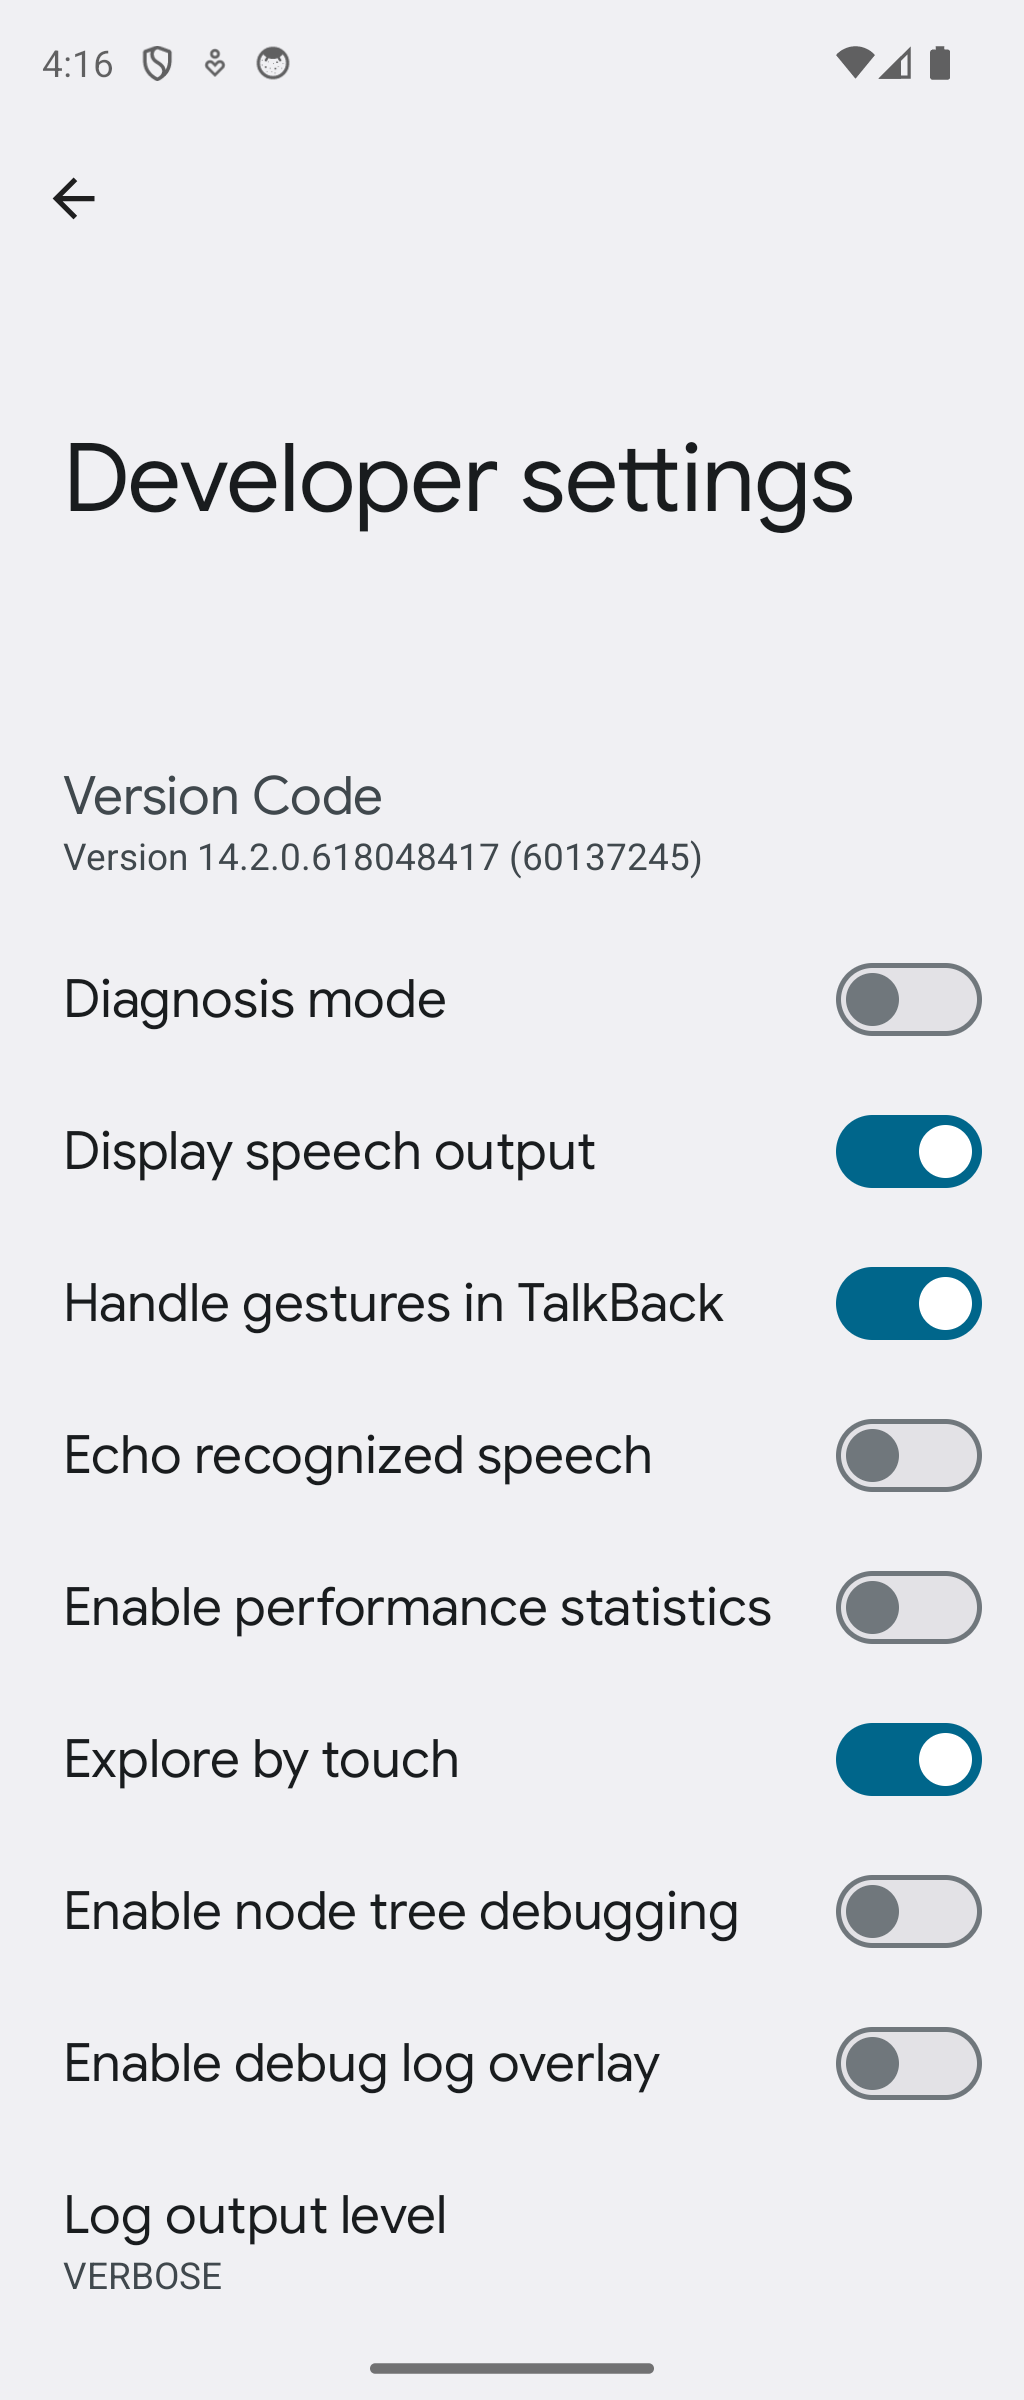 4:16
Developer settings
Version Code
Version 14.2.0.618048417 (60137245)
Diagnosis mode
Display speech output
Handle gestures in TalkBack
Echo recognized speech
Enable performance statistics
Explore by touch
Enable node tree debugging
Enable debug log overlay
Log output level
VERBOSE